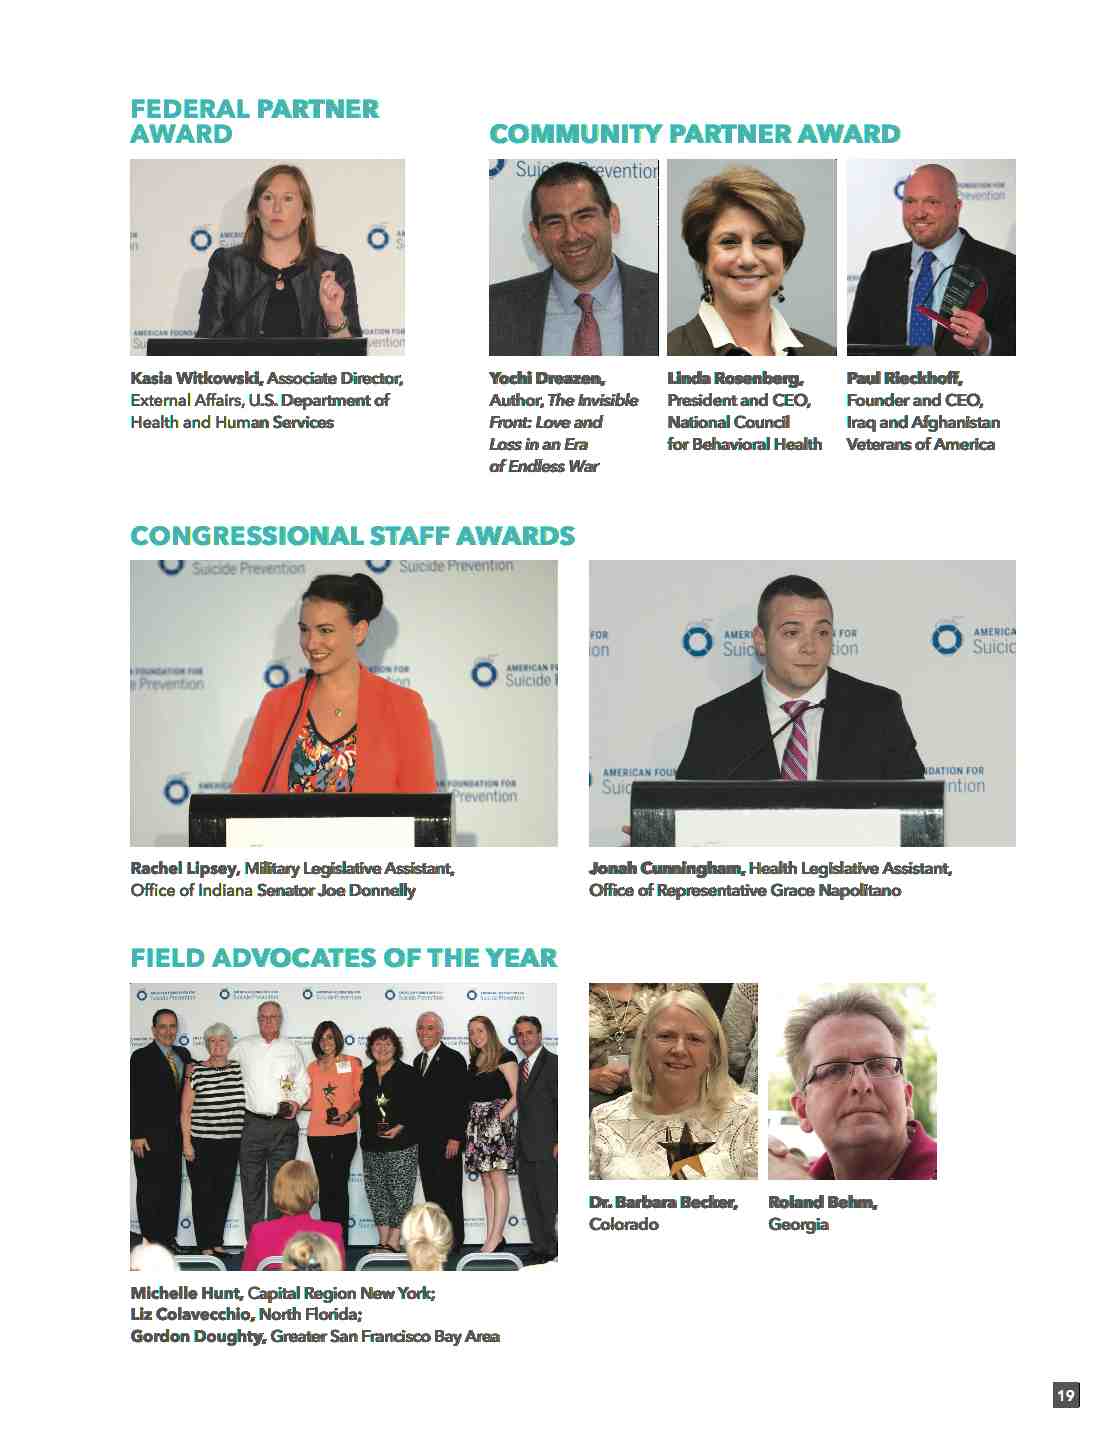 FEDERAL PARTNER
AWARD
Kasia Witkowski, Associate Director,
External Affairs, U.S. Department of
Health and Human Services
COMMUNITY PARTNER AWARD
Yochi Dreazen,
Author, The Invisible
Front: Love and
Loss in an Era
of Endless War
Linda Rosenberg,
President and CEO,
National Council
for Behavioral Health
Paul Rieckhoff,
Founder and CEO,
Iraq and Afghanistan
Veterans of America
CONGRESSIONAL STAFF AWARDS
Suicide Prevention
Suicide Prevention
Rachel Lipsey, Military Legislative Assistant,
Office of Indiana Senator Joe Donnelly
Jonah Cunningham, Health Legislative Assistant,
Office of Representative Grace Napolitano
FIELD ADVOCATES OF THE YEAR
Michelle Hunt, Capital Region New York;
Liz Colavecchio, North Florida;
Gordon Doughty, Greater San Francisco Bay Area
Dr. Barbara Becker,
Colorado
Roland Behm,
Georgia
19